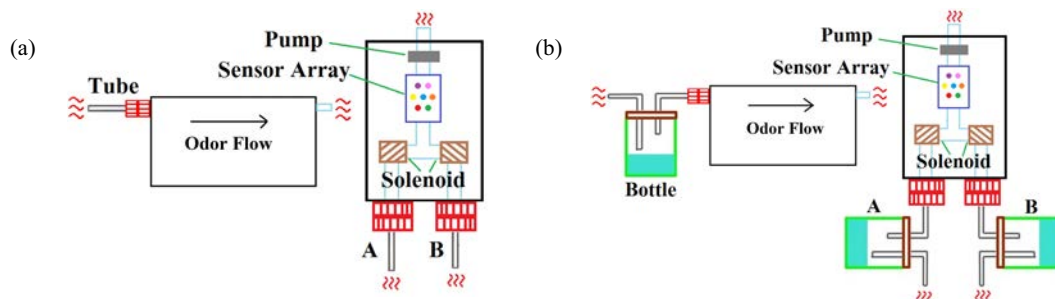 (a)
Pump
Sensor Array
Tube
Odor Flow
Solenoid
A
B
(b)
Pump
Sensor Array
Odor Flow
Solenoid
Bottle
A
B